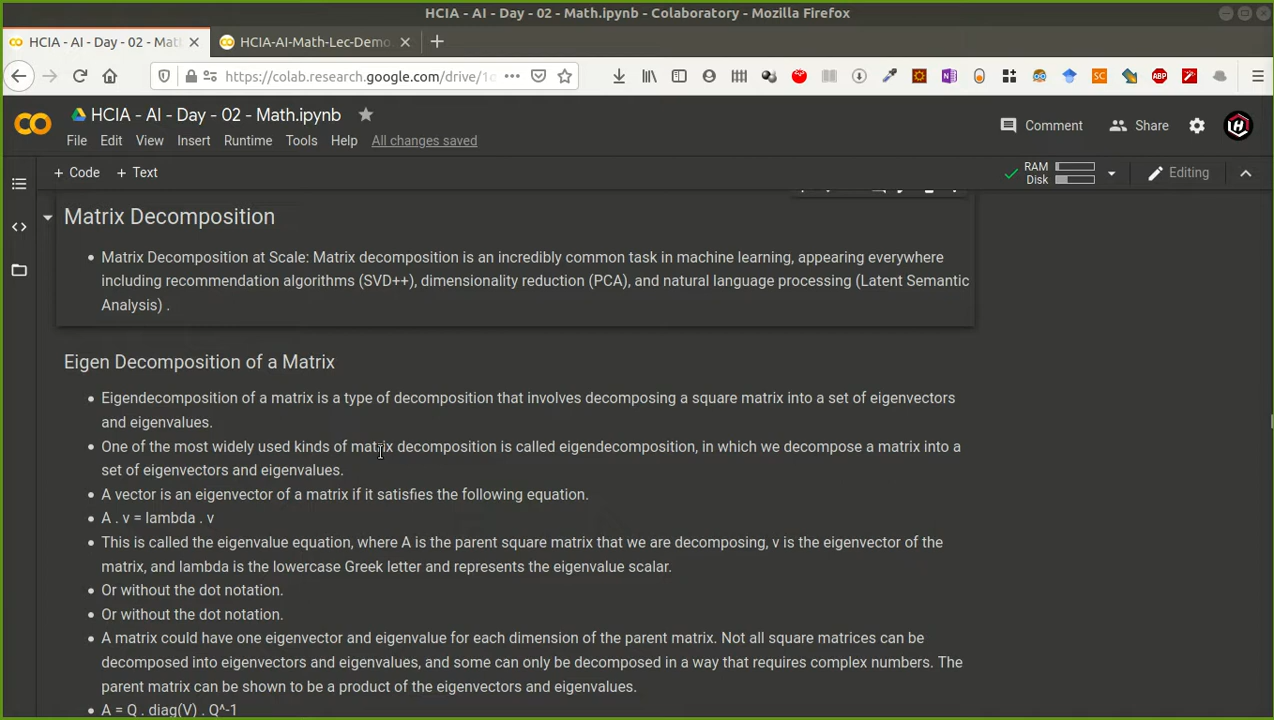 HCIA - AI - Day - 02 - Math.ipynb - Colaboratory - Mozilla Firefox
HCIA - AI - Day - 02 - Mat
HCIA-AI-Math-Lec-Demo.
https://colab.research.google.com/drive/1
HCIA - AI - Day - 02 - Math.ipynb
Comment
Share
File Edit View Insert Runtime Tools Help All changes saved
+ Code + Text
RAM
Disk
Editing
Matrix Decomposition
Matrix Decomposition at Scale: Matrix decomposition is an incredibly common task in machine learning, appearing everywhere
including recommendation algorithms (SVD++), dimensionality reduction (PCA), and natural language processing (Latent Semantic
Analysis) .
Eigen Decomposition of a Matrix
Eigendecomposition of a matrix is a type of decomposition that involves decomposing a square matrix into a set of eigenvectors
and eigenvalues.
One of the most widely used kinds of matrix decomposition is called eigendecomposition, in which we decompose a matrix into a
set of eigenvectors and eigenvalues.
A vector is an eigenvector of a matrix if it satisfies the following equation.
A . v = lambda . v
This is called the eigenvalue equation, where A is the parent square matrix that we are decomposing, v is the eigenvector of the
matrix, and lambda is the lowercase Greek letter and represents the eigenvalue scalar.
Or without the dot notation.
Or without the dot notation.
A matrix could have one eigenvector and eigenvalue for each dimension of the parent matrix. Not all square matrices can be
decomposed into eigenvectors and eigenvalues, and some can only be decomposed in a way that requires complex numbers. The
parent matrix can be shown to be a product of the eigenvectors and eigenvalues.
A = Q . diag(V) . Q^-1